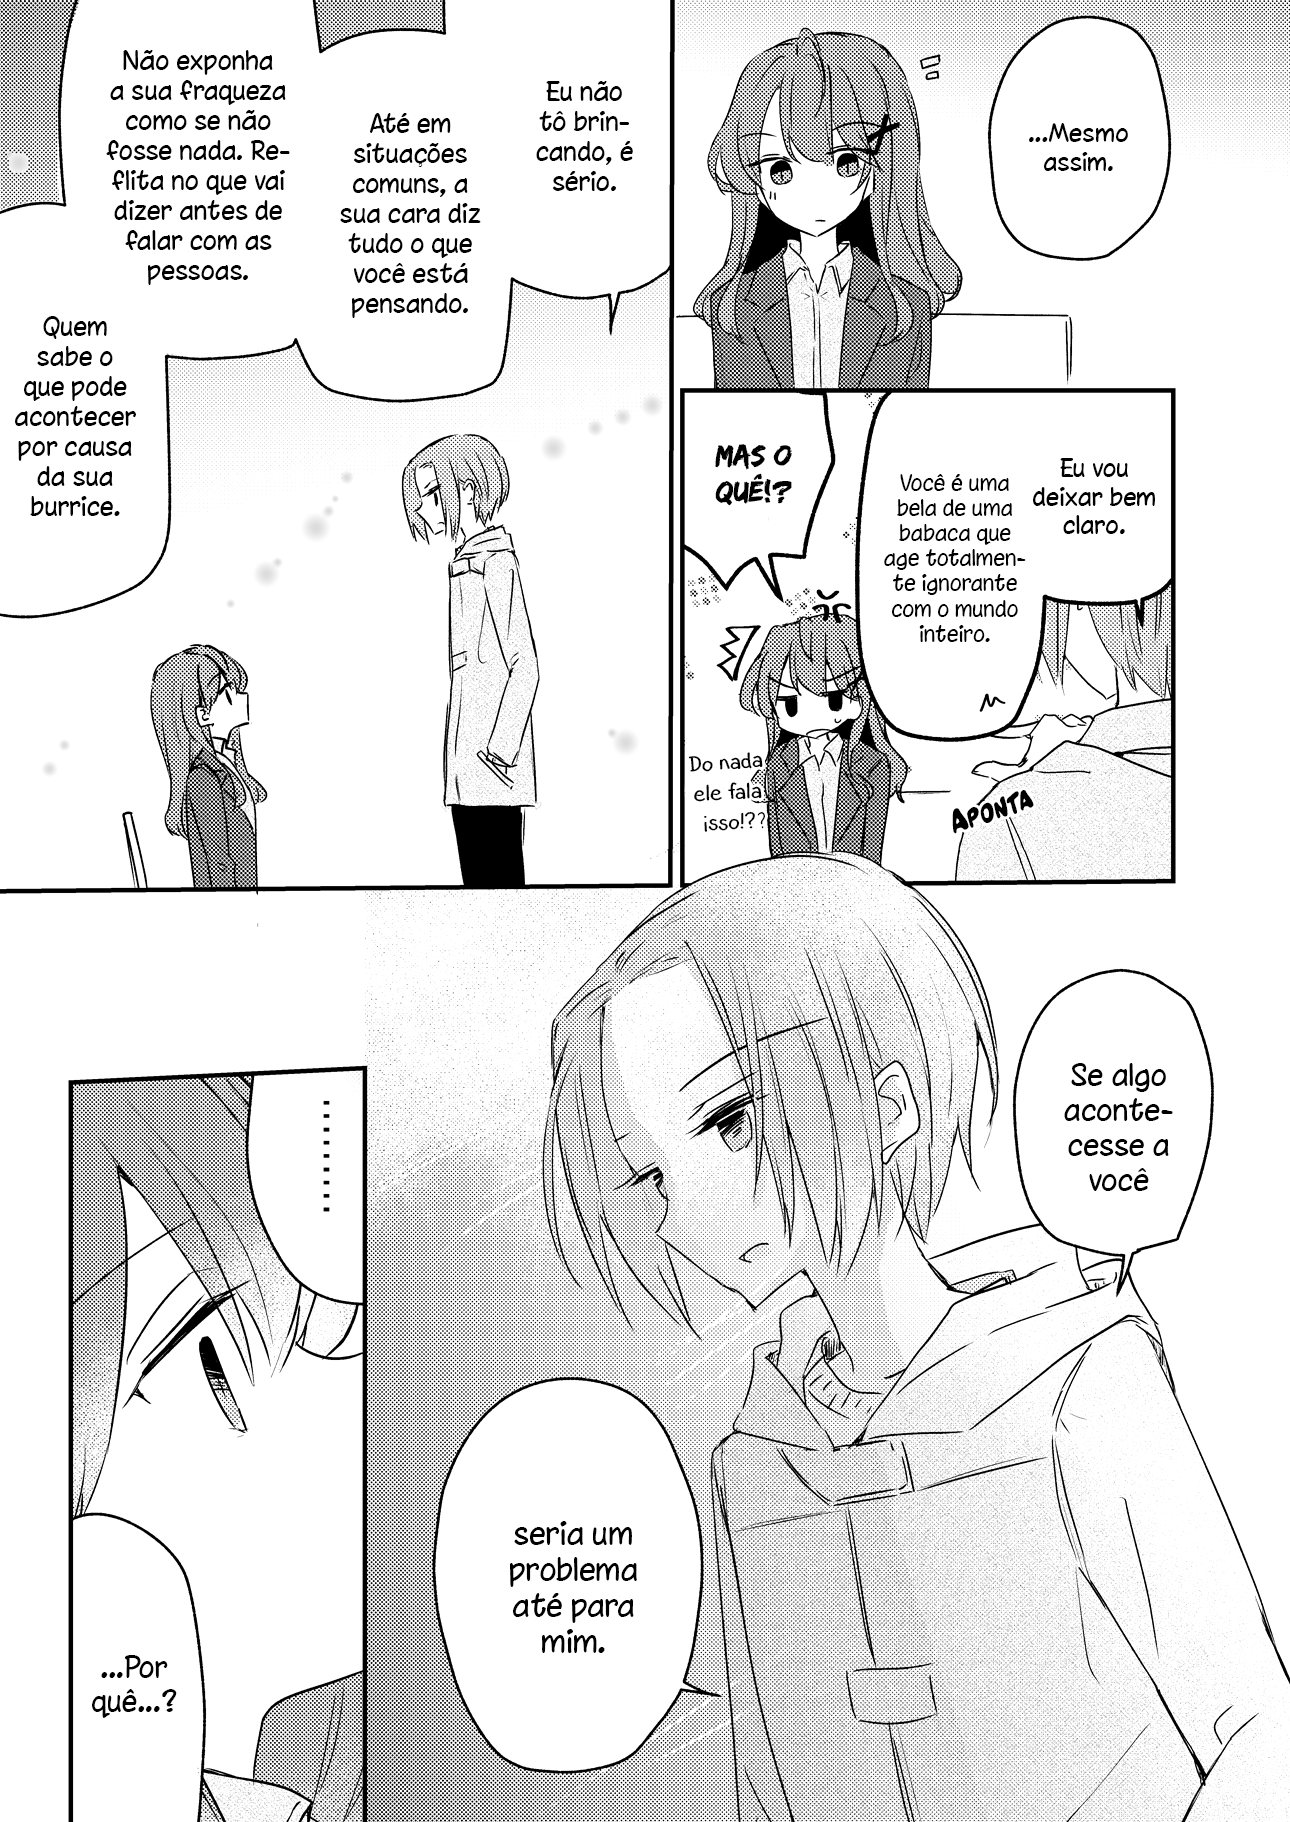 ...Mesmo
assim.
Eu vou
deixar bem
claro.
Você é uma
bela de uma
babaca que
age totalmen-
te ignorante
com o mundo
inteiro.
APONTA
MAS O
QUÊ!?
Do nada
ele fala
isso!??
Eu não
tô brin-
cando, é
sério.
Até em
situações
comuns, a
sua cara diz
tudo o que
você está
pensando.
Não exponha
a sua fraqueza
como se não
fosse nada. Re-
flita no que vai
dizer antes de
falar com as
pessoas.
Quem
sabe o
que pode
acontecer
por causa
da sua
burrice.
Se algo
aconte-
cesse a
você
seria um
problema
até para
mim.
.........
...Por
quê...?